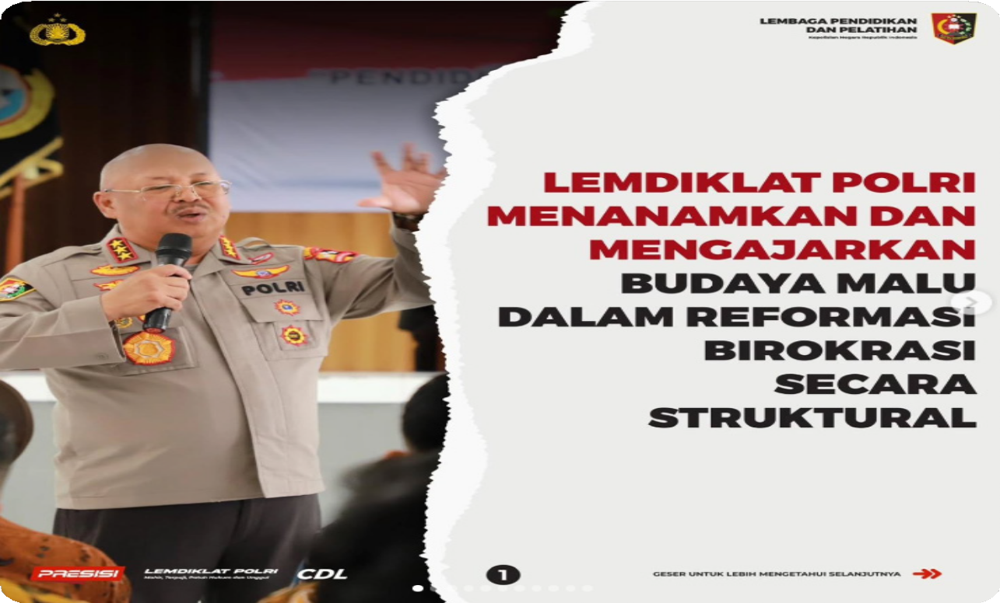 LEMBAGA PENDIDIKAN
DAN PELATIHAN
Kepolisian Negara Republik Indonesia
PENDID
POLRI
LEMDIKLAT POLRI
MENANAMKAN DAN
MENGAJARKAN
BUDAYA MALU
DALAM REFORMASI
BIROKRASI
SECARA
STRUKTURAL
PRESISI
LEMDIKLAT POLRI
Mahir, Terpuji, Patuh Hukum dan Unggul
CDL
1
GESER UNTUK LEBIH MENGETAHUI SELANJUTNYA